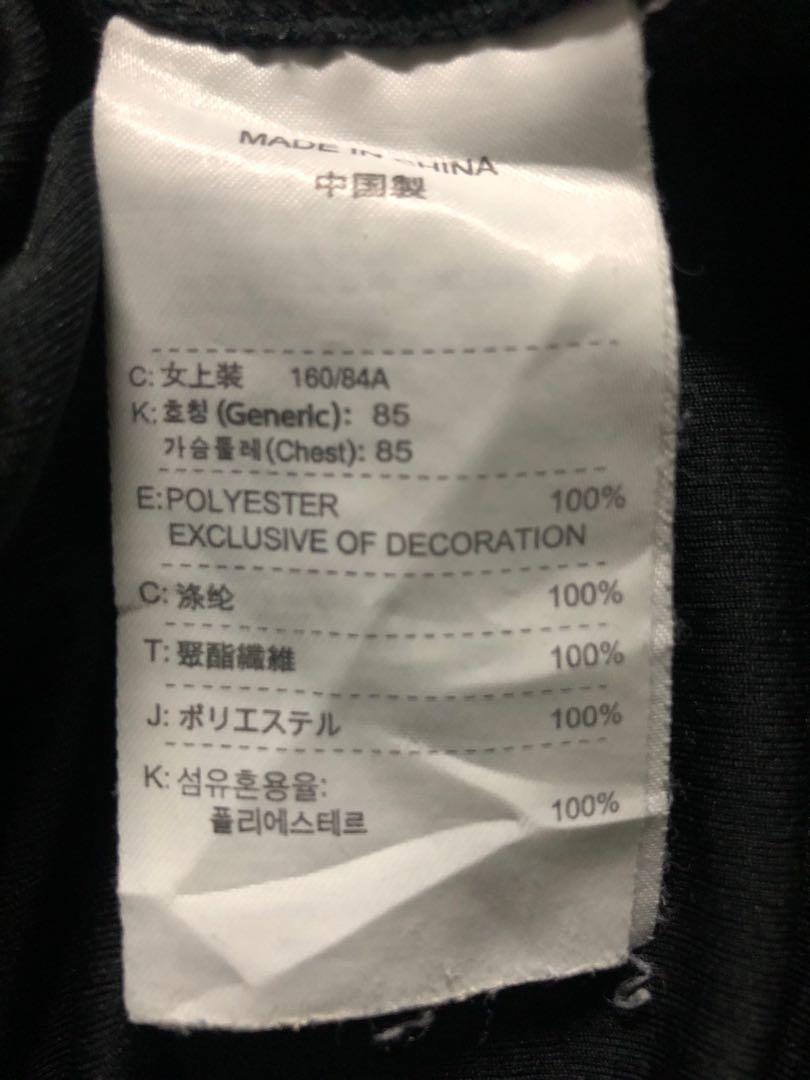 MADE IN CHINA
中国製
C: 女上装 160/84A
K: 호칭 (Generic): 85
가슴둘레(Chest): 85
E:POLYESTER 100%
EXCLUSIVE OF DECORATION
C: 涤纶 100%
T: 聚酯纖維 100%
J: ポリエステル 100%
K: 섬유혼용율:
폴리에스테르 100%